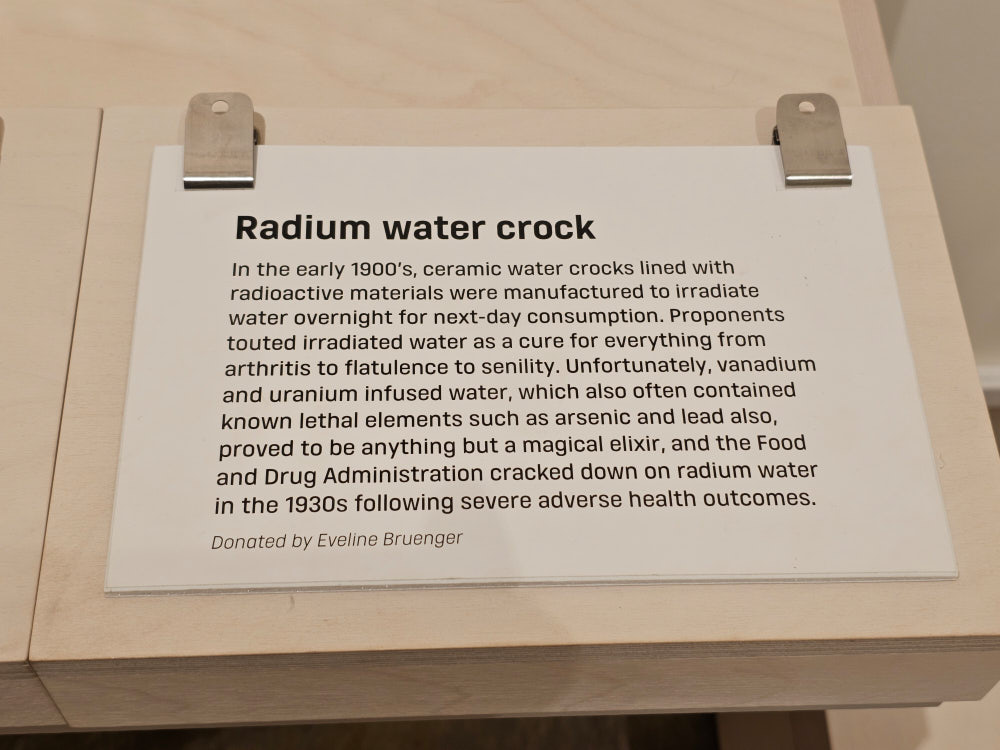 Radium water crock
In the early 1900's, ceramic water crocks lined with
radioactive materials were manufactured to irradiate
water overnight for next-day consumption. Proponents
touted irradiated water as a cure for everything from
arthritis to flatulence to senility. Unfortunately, vanadium
and uranium infused water, which also often contained
known lethal elements such as arsenic and lead also,
proved to be anything but a magical elixir, and the Food
and Drug Administration cracked down on radium water
in the 1930s following severe adverse health outcomes.
Donated by Eveline Bruenger